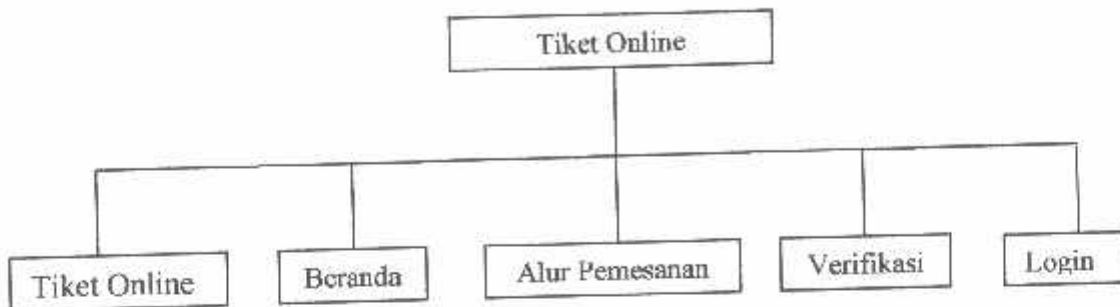 Tiket Online
Tiket Online
Beranda
Alur Pemesanan
Verifikasi
Login